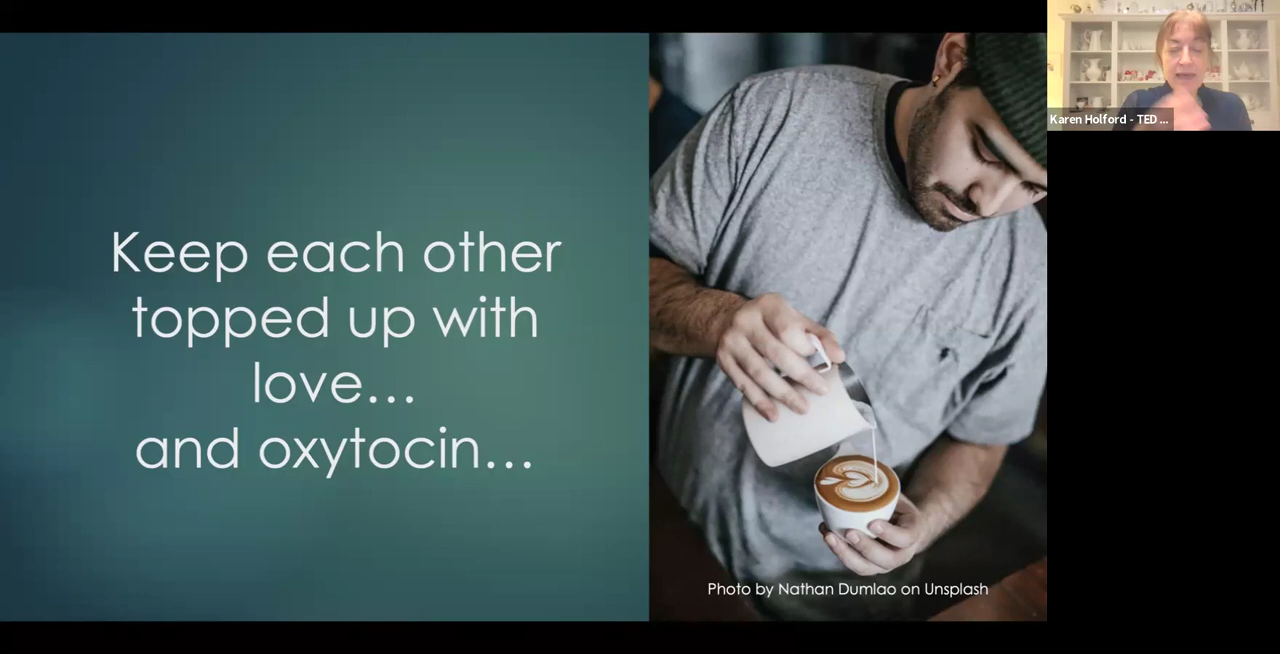 Keep each other
topped up with
love…
and oxytocin…
Photo by Nathan Dumlao on Unsplash
Karen Holford - TED ...